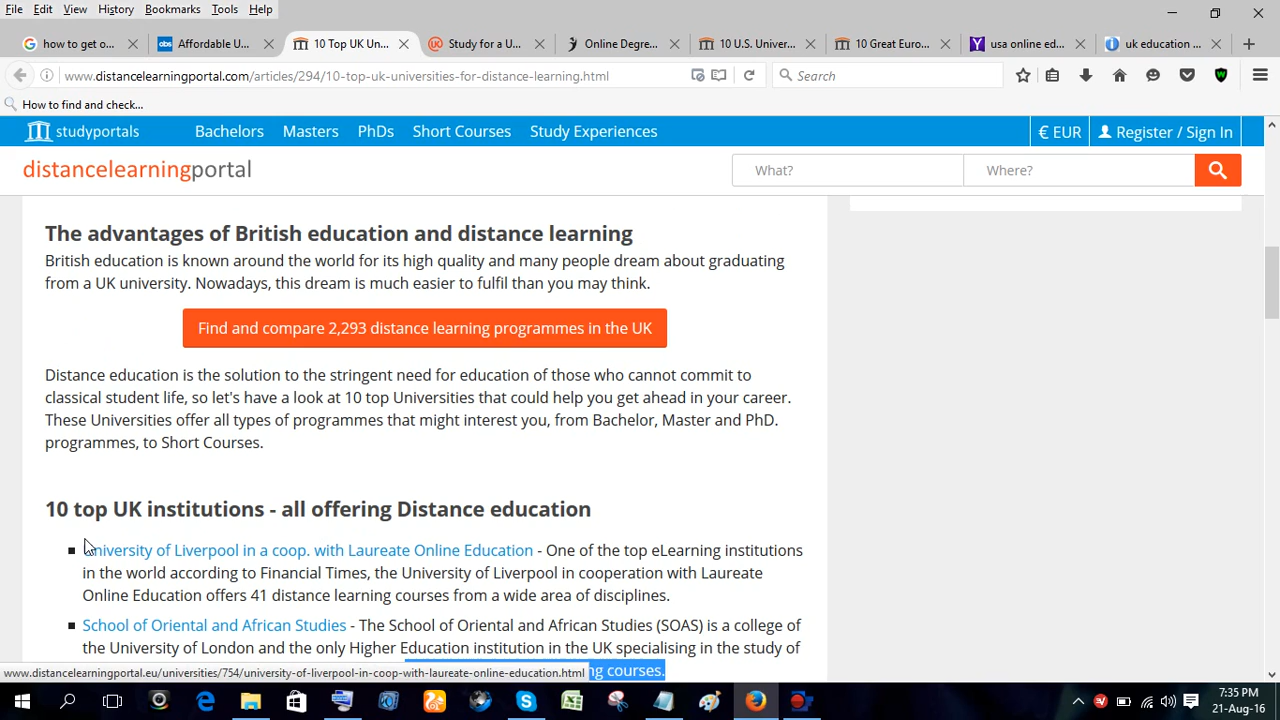 File Edit View History Bookmarks Tools Help
how to get o... Affordable U... 10 Top UK Un... Study for a U... Online Degre... 10 U.S. Univer... 10 Great Euro... usa online ed... uk education ...
www.distancelearningportal.com/articles/294/10-top-uk-universities-for-distance-learning.html Search
How to find and check...
studyportals Bachelors Masters PhDs Short Courses Study Experiences € EUR Register / Sign In
distancelearningportal What? Where?
The advantages of British education and distance learning
British education is known around the world for its high quality and many people dream about graduating
from a UK university. Nowadays, this dream is much easier to fulfil than you may think.
Find and compare 2,293 distance learning programmes in the UK
Distance education is the solution to the stringent need for education of those who cannot commit to
classical student life, so let's have a look at 10 top Universities that could help you get ahead in your career.
These Universities offer all types of programmes that might interest you, from Bachelor, Master and PhD.
programmes, to Short Courses.
10 top UK institutions - all offering Distance education
University of Liverpool in a coop. with Laureate Online Education - One of the top eLearning institutions
in the world according to Financial Times, the University of Liverpool in cooperation with Laureate
Online Education offers 41 distance learning courses from a wide area of disciplines.
School of Oriental and African Studies - The School of Oriental and African Studies (SOAS) is a college of
the University of London and the only Higher Education institution in the UK specialising in the study of
www.distancelearningportal.eu/universities/754/university-of-liverpool-in-coop-with-laureate-online-education.html ng courses.
7:35 PM
21-Aug-16